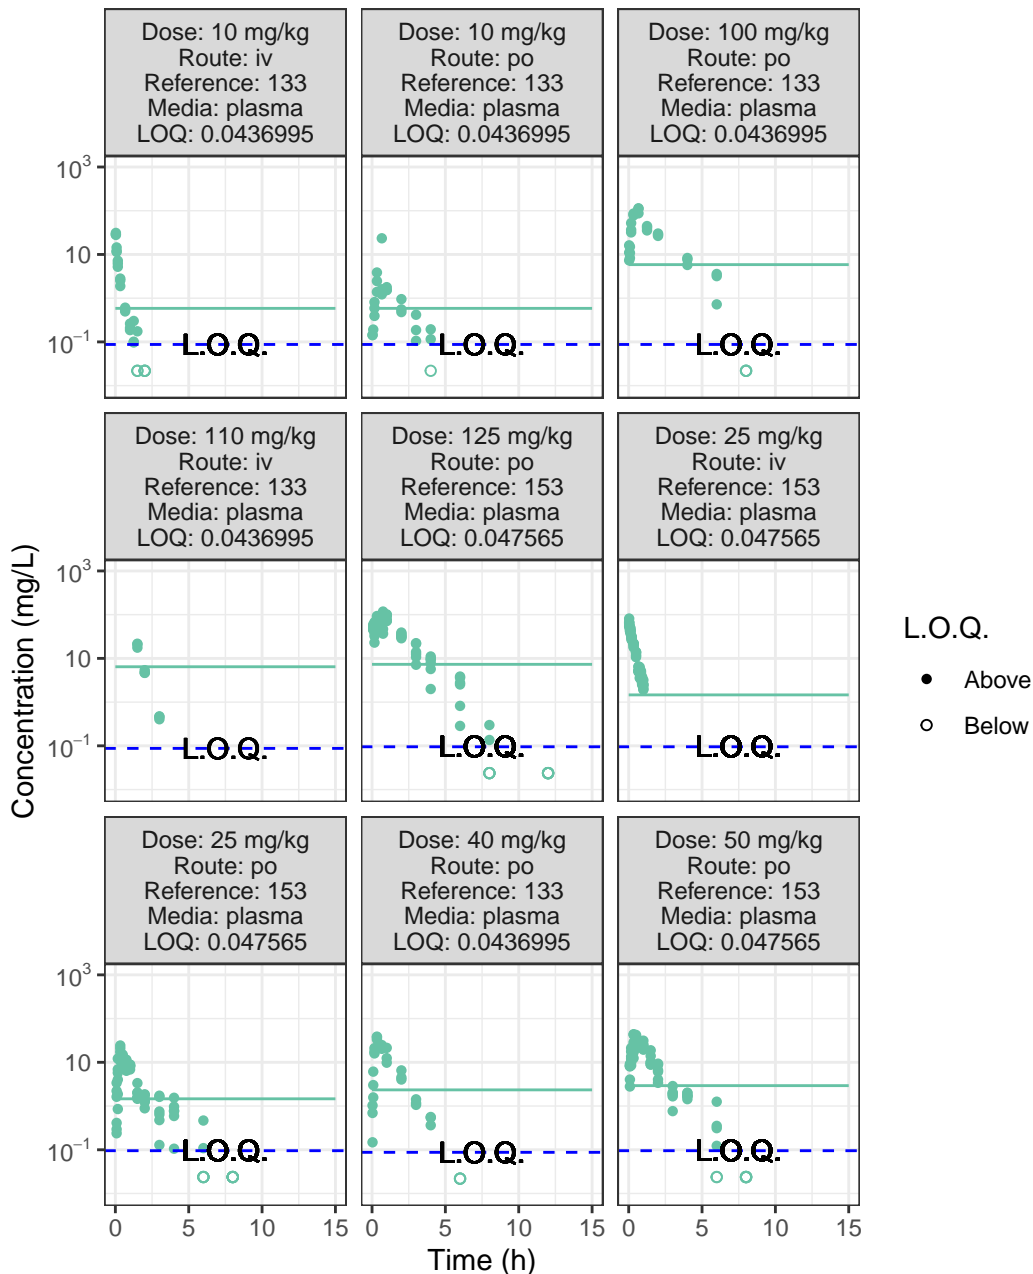 Dose: 10 mg/kg
Route: iv
Reference: 133
Media: plasma
LOQ: 0.0436995
Dose: 10 mg/kg
Route: po
Reference: 133
Media: plasma
LOQ: 0.0436995
Dose: 100 mg/kg
Route: po
Reference: 133
Media: plasma
LOQ: 0.0436995
10³
10
10⁻¹
L.O.Q.
L.O.Q.
L.O.Q.
Dose: 110 mg/kg
Route: iv
Reference: 133
Media: plasma
LOQ: 0.0436995
Dose: 125 mg/kg
Route: po
Reference: 153
Media: plasma
LOQ: 0.047565
Dose: 25 mg/kg
Route: iv
Reference: 153
Media: plasma
LOQ: 0.047565
10³
10
10⁻¹
L.O.Q.
L.O.Q.
L.O.Q.
Dose: 25 mg/kg
Route: po
Reference: 153
Media: plasma
LOQ: 0.047565
Dose: 40 mg/kg
Route: po
Reference: 133
Media: plasma
LOQ: 0.0436995
Dose: 50 mg/kg
Route: po
Reference: 153
Media: plasma
LOQ: 0.047565
10³
10
10⁻¹
L.O.Q.
L.O.Q.
L.O.Q.
0 5 10 15
0 5 10 15
0 5 10 15
Time (h)
Concentration (mg/L)
L.O.Q.
Above
Below